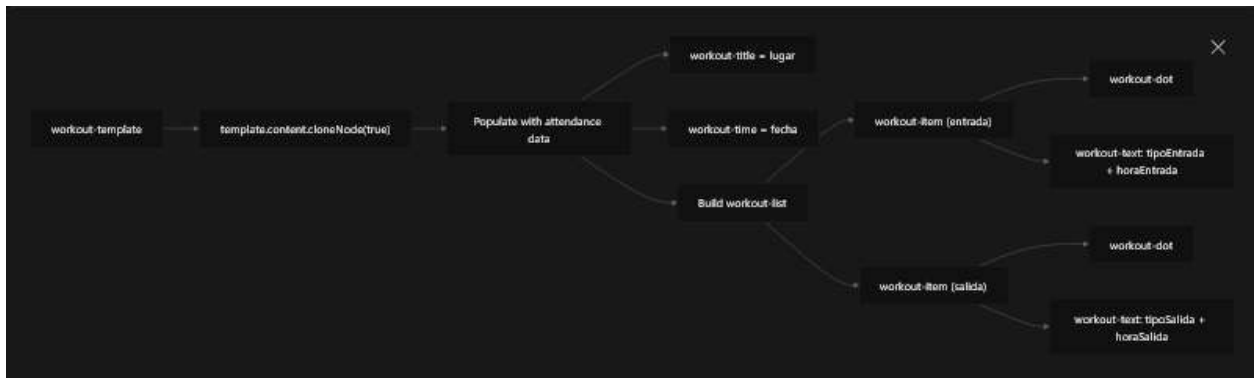 workout-template
template.content.cloneNode(true)
Populate with attendance
data
workout-title = lugar
workout-time = fecha
Build workout-list
workout-item (entrada)
workout-item (salida)
workout-dot
workout-text: tipoEntrada
+ horaEntrada
workout-dot
workout-text: tipoSalida +
horaSalida